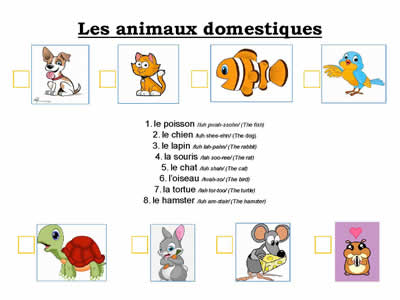 Les animaux domestiques
1. le poisson /luh pwah-ssohn/ (The fish)
2. le chien /luh shee-ehn/ (The dog)
3. le lapin /luh lah-pahn/ (The rabbit)
4. la souris /lah soo-ree/ (The rat)
5. le chat /luh shah/ (The cat)
6. l'oiseau /lwah-so/ (The bird)
7. la tortue /lah tor-too/ (The turtle)
8. le hamster /luh am-stair/ (The hamster)